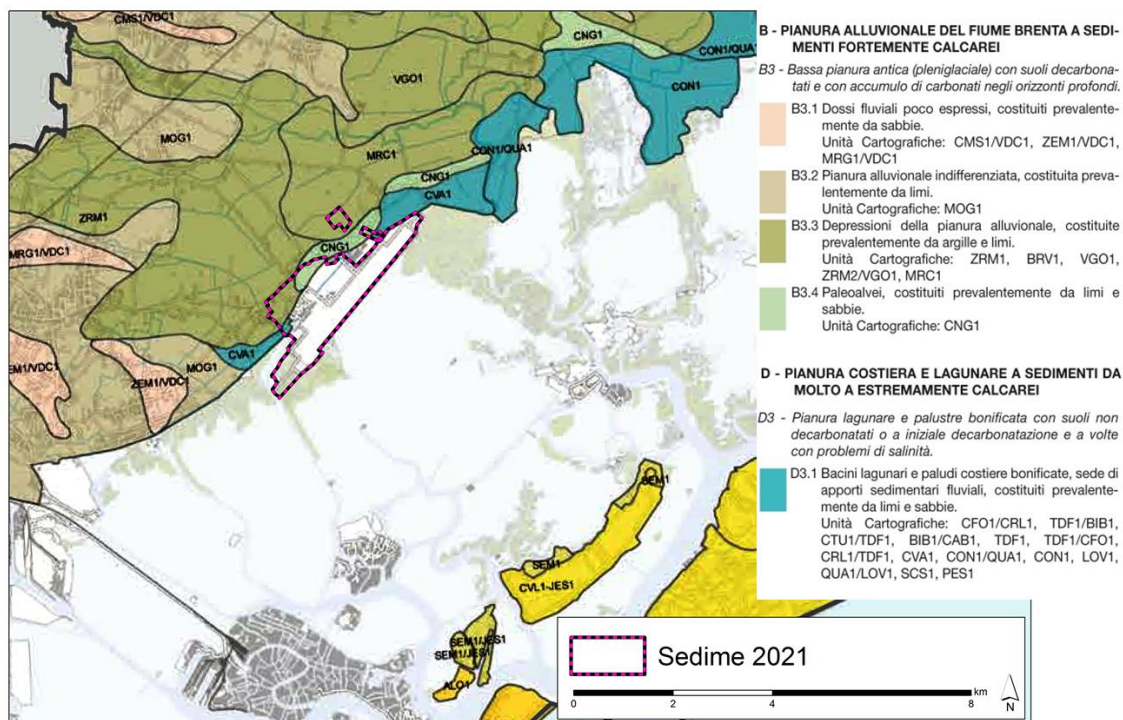 CMS1/VDC1
CNG1
CON1/QUA1
VGO1
CON1
MOG1
MRC1
CON1/QUA1
CNG1
CVA1
ZRM1
CNG1
MRG1/VDC1
CVA1
MOG1
EM1/VDC1
ZEM1/VDC1
SEM1
SEM1
CVL1-JES1
SEM1/JES1
SEM1/JES1
ALO1
B - PIANURA ALLUVIONALE DEL FIUME BRENTA A SEDI-
MENTI FORTEMENTE CALCAREI
B3 - Bassa pianura antica (pleniglaciale) con suoli decarbona-
tati e con accumulo di carbonati negli orizzonti profondi.
B3.1 Dossi fluviali poco espressi, costituiti prevalente-
mente da sabbie.
Unità Cartografiche: CMS1/VDC1, ZEM1/VDC1,
MRG1/VDC1
B3.2 Pianura alluvionale indifferenziata, costituita preva-
lentemente da limi.
Unità Cartografiche: MOG1
B3.3 Depressioni della pianura alluvionale, costituite
prevalentemente da argille e limi.
Unità Cartografiche: ZRM1, BRV1, VGO1,
ZRM2/VGO1, MRC1
B3.4 Paleoalvei, costituiti prevalentemente da limi e
sabbie.
Unità Cartografiche: CNG1
D - PIANURA COSTIERA E LAGUNARE A SEDIMENTI DA
MOLTO A ESTREMAMENTE CALCAREI
D3 - Pianura lagunare e palustre bonificata con suoli non
decarbonatati o a iniziale decarbonatazione e a volte
con problemi di salinità.
D3.1 Bacini lagunari e paludi costiere bonificate, sede di
apporti sedimentari fluviali, costituiti prevalente-
mente da limi e sabbie.
Unità Cartografiche: CFO1/CRL1, TDF1/BIB1,
CTU1/TDF1, BIB1/CAB1, TDF1, TDF1/CFO1,
CRL1/TDF1, CVA1, CON1/QUA1, CON1, LOV1,
QUA1/LOV1, SCS1, PES1
Sedime 2021
km
0 2 4 8
N